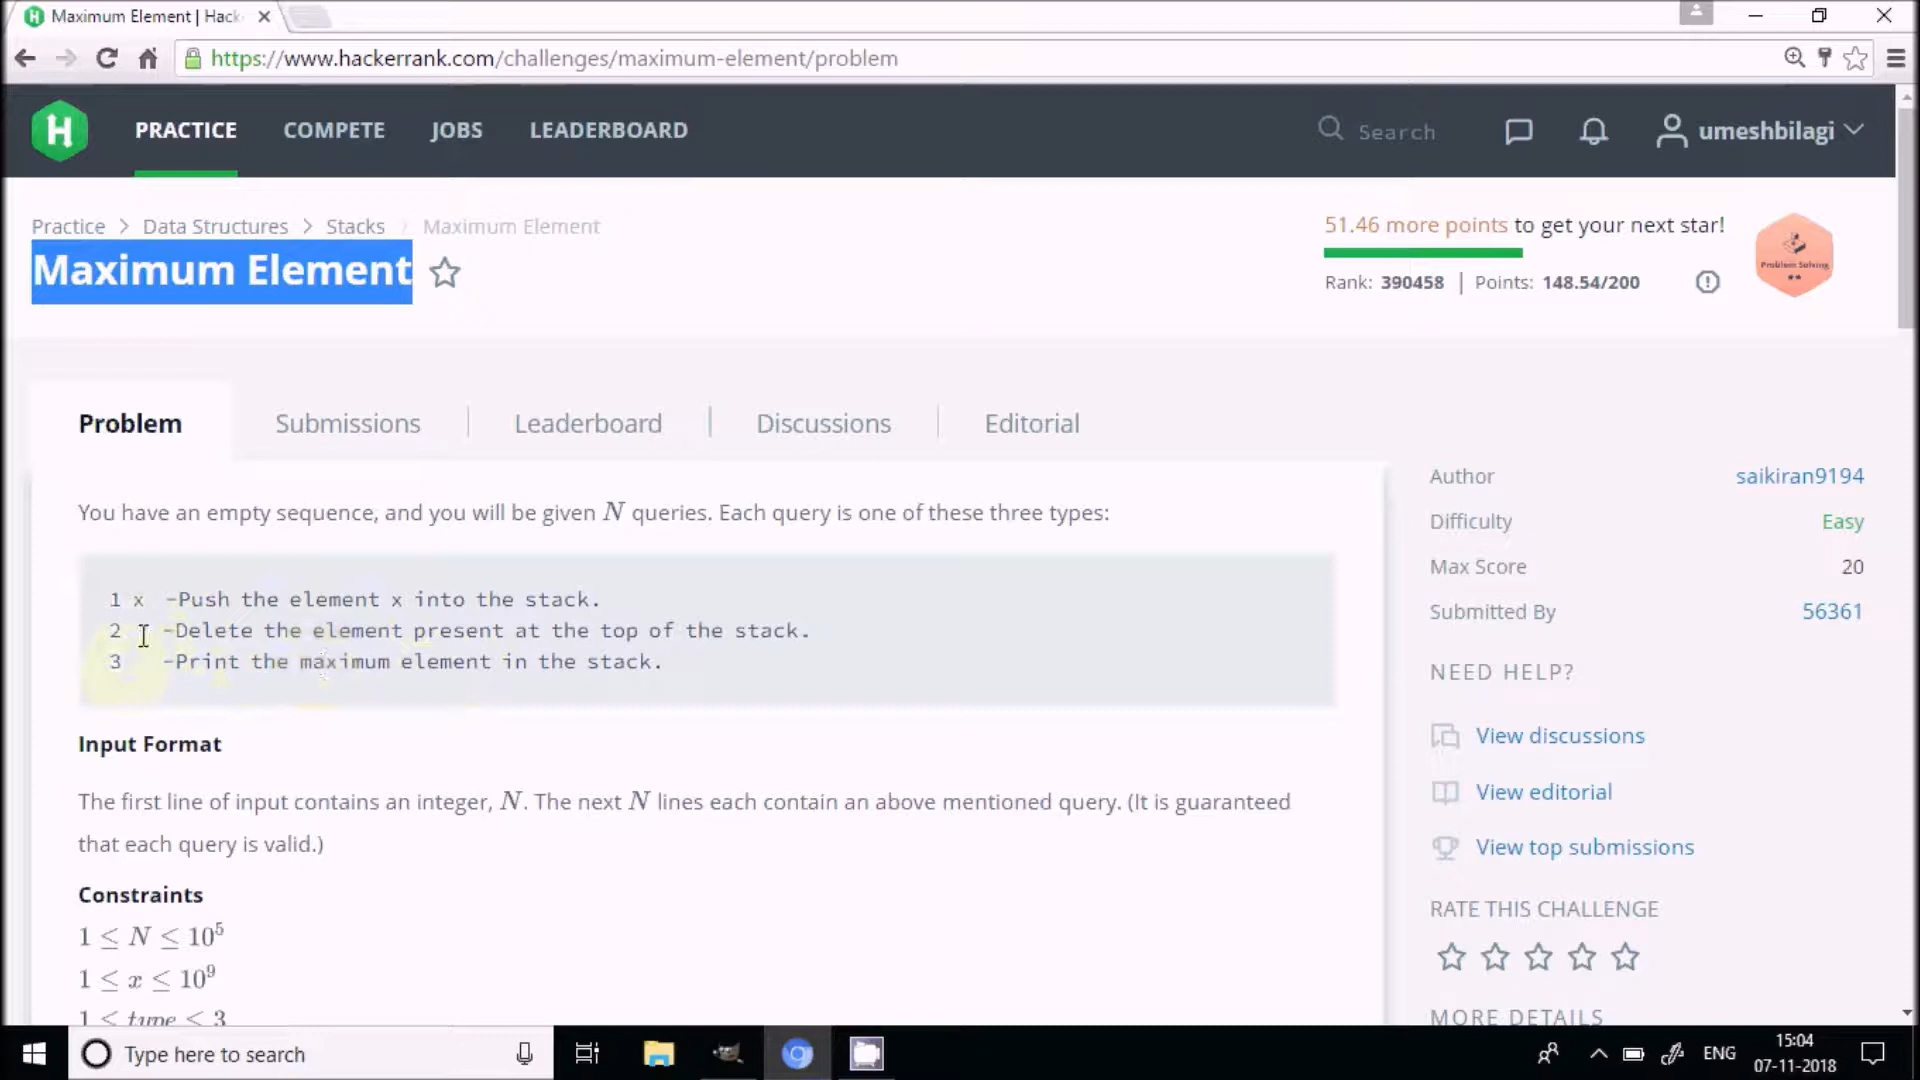 Maximum Element | Hack
https://www.hackerrank.com/challenges/maximum-element/problem
H
PRACTICE COMPETE JOBS LEADERBOARD Search umeshbilagi
Practice > Data Structures > Stacks > Maximum Element
Maximum Element
51.46 more points to get your next star!
Rank: 390458 | Points: 148.54/200
Problem Solving
Problem Submissions Leaderboard Discussions Editorial
You have an empty sequence, and you will be given N queries. Each query is one of these three types:
1 x -Push the element x into the stack.
2 -Delete the element present at the top of the stack.
3 -Print the maximum element in the stack.
Input Format
The first line of input contains an integer, N. The next N lines each contain an above mentioned query. (It is guaranteed
that each query is valid.)
Constraints
1 ≤ N ≤ 10⁵
1 ≤ x ≤ 10⁹
1 ≤ type ≤ 3
Author saikiran9194
Difficulty Easy
Max Score 20
Submitted By 56361
NEED HELP?
View discussions
View editorial
View top submissions
RATE THIS CHALLENGE
MORE DETAILS
Type here to search
ENG
15:04
07-11-2018